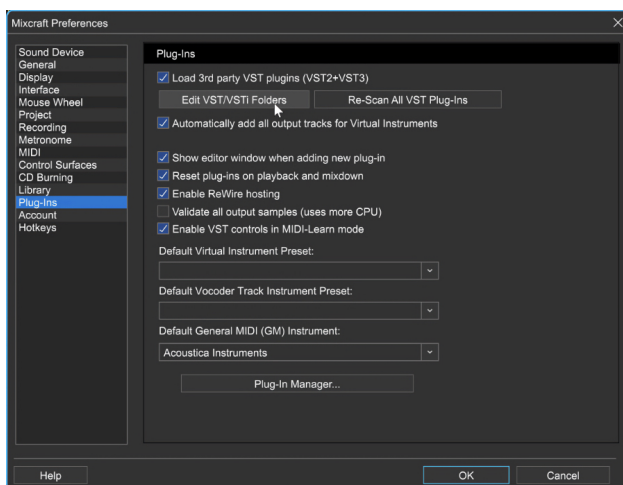 Mixcraft Preferences
Sound Device
General
Display
Interface
Mouse Wheel
Project
Recording
Metronome
MIDI
Control Surfaces
CD Burning
Library
Plug-Ins
Account
Hotkeys
Plug-Ins
Load 3rd party VST plugins (VST2+VST3)
Edit VST/VSTi Folders
Re-Scan All VST Plug-Ins
Automatically add all output tracks for Virtual Instruments
Show editor window when adding new plug-in
Reset plug-ins on playback and mixdown
Enable ReWire hosting
Validate all output samples (uses more CPU)
Enable VST controls in MIDI-Learn mode
Default Virtual Instrument Preset:
Default Vocoder Track Instrument Preset:
Default General MIDI (GM) Instrument:
Acoustica Instruments
Plug-In Manager...
Help
OK
Cancel